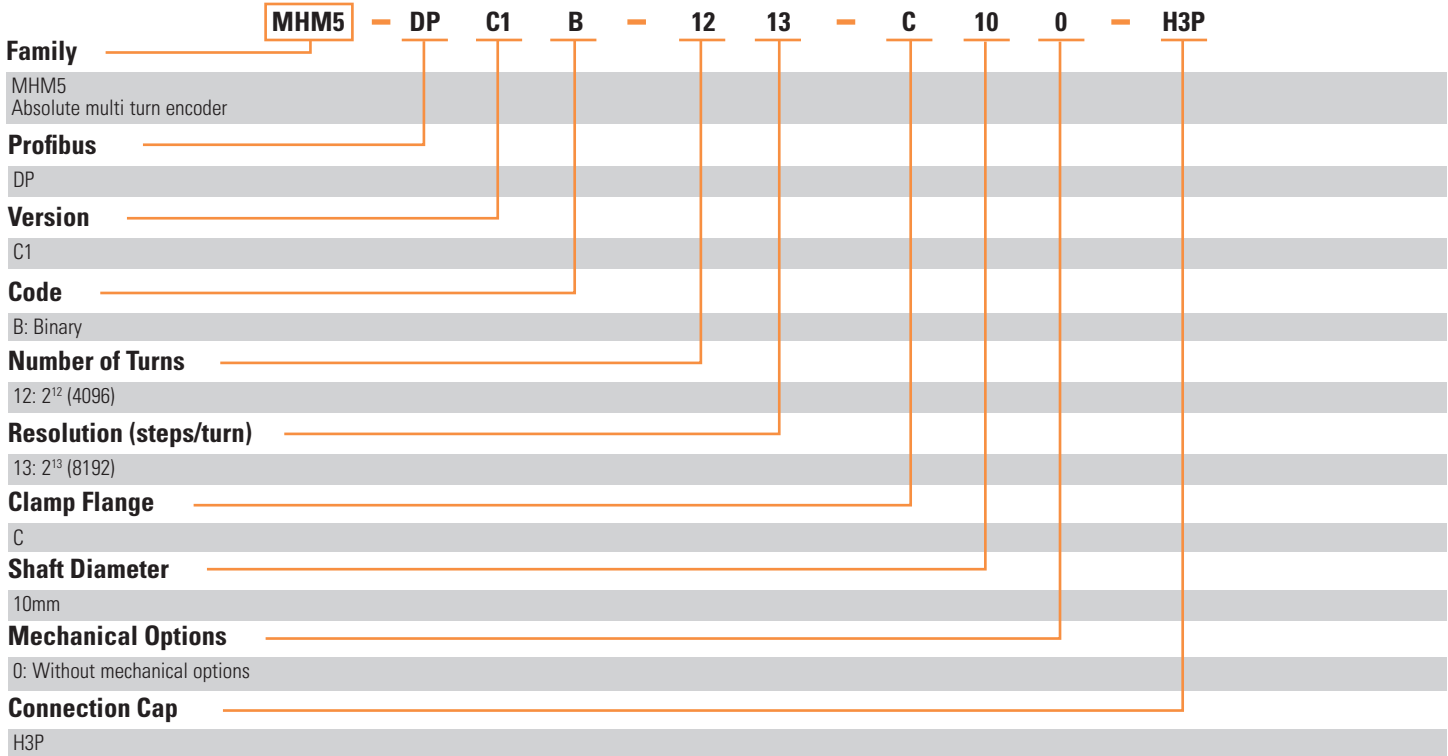 MHM5 – DP C1 B – 12 13 – C 10 0 – H3P
Family
MHM5
Absolute multi turn encoder
Profibus
DP
Version
C1
Code
B: Binary
Number of Turns
12: 2¹² (4096)
Resolution (steps/turn)
13: 2¹³ (8192)
Clamp Flange
C
Shaft Diameter
10mm
Mechanical Options
0: Without mechanical options
Connection Cap
H3P